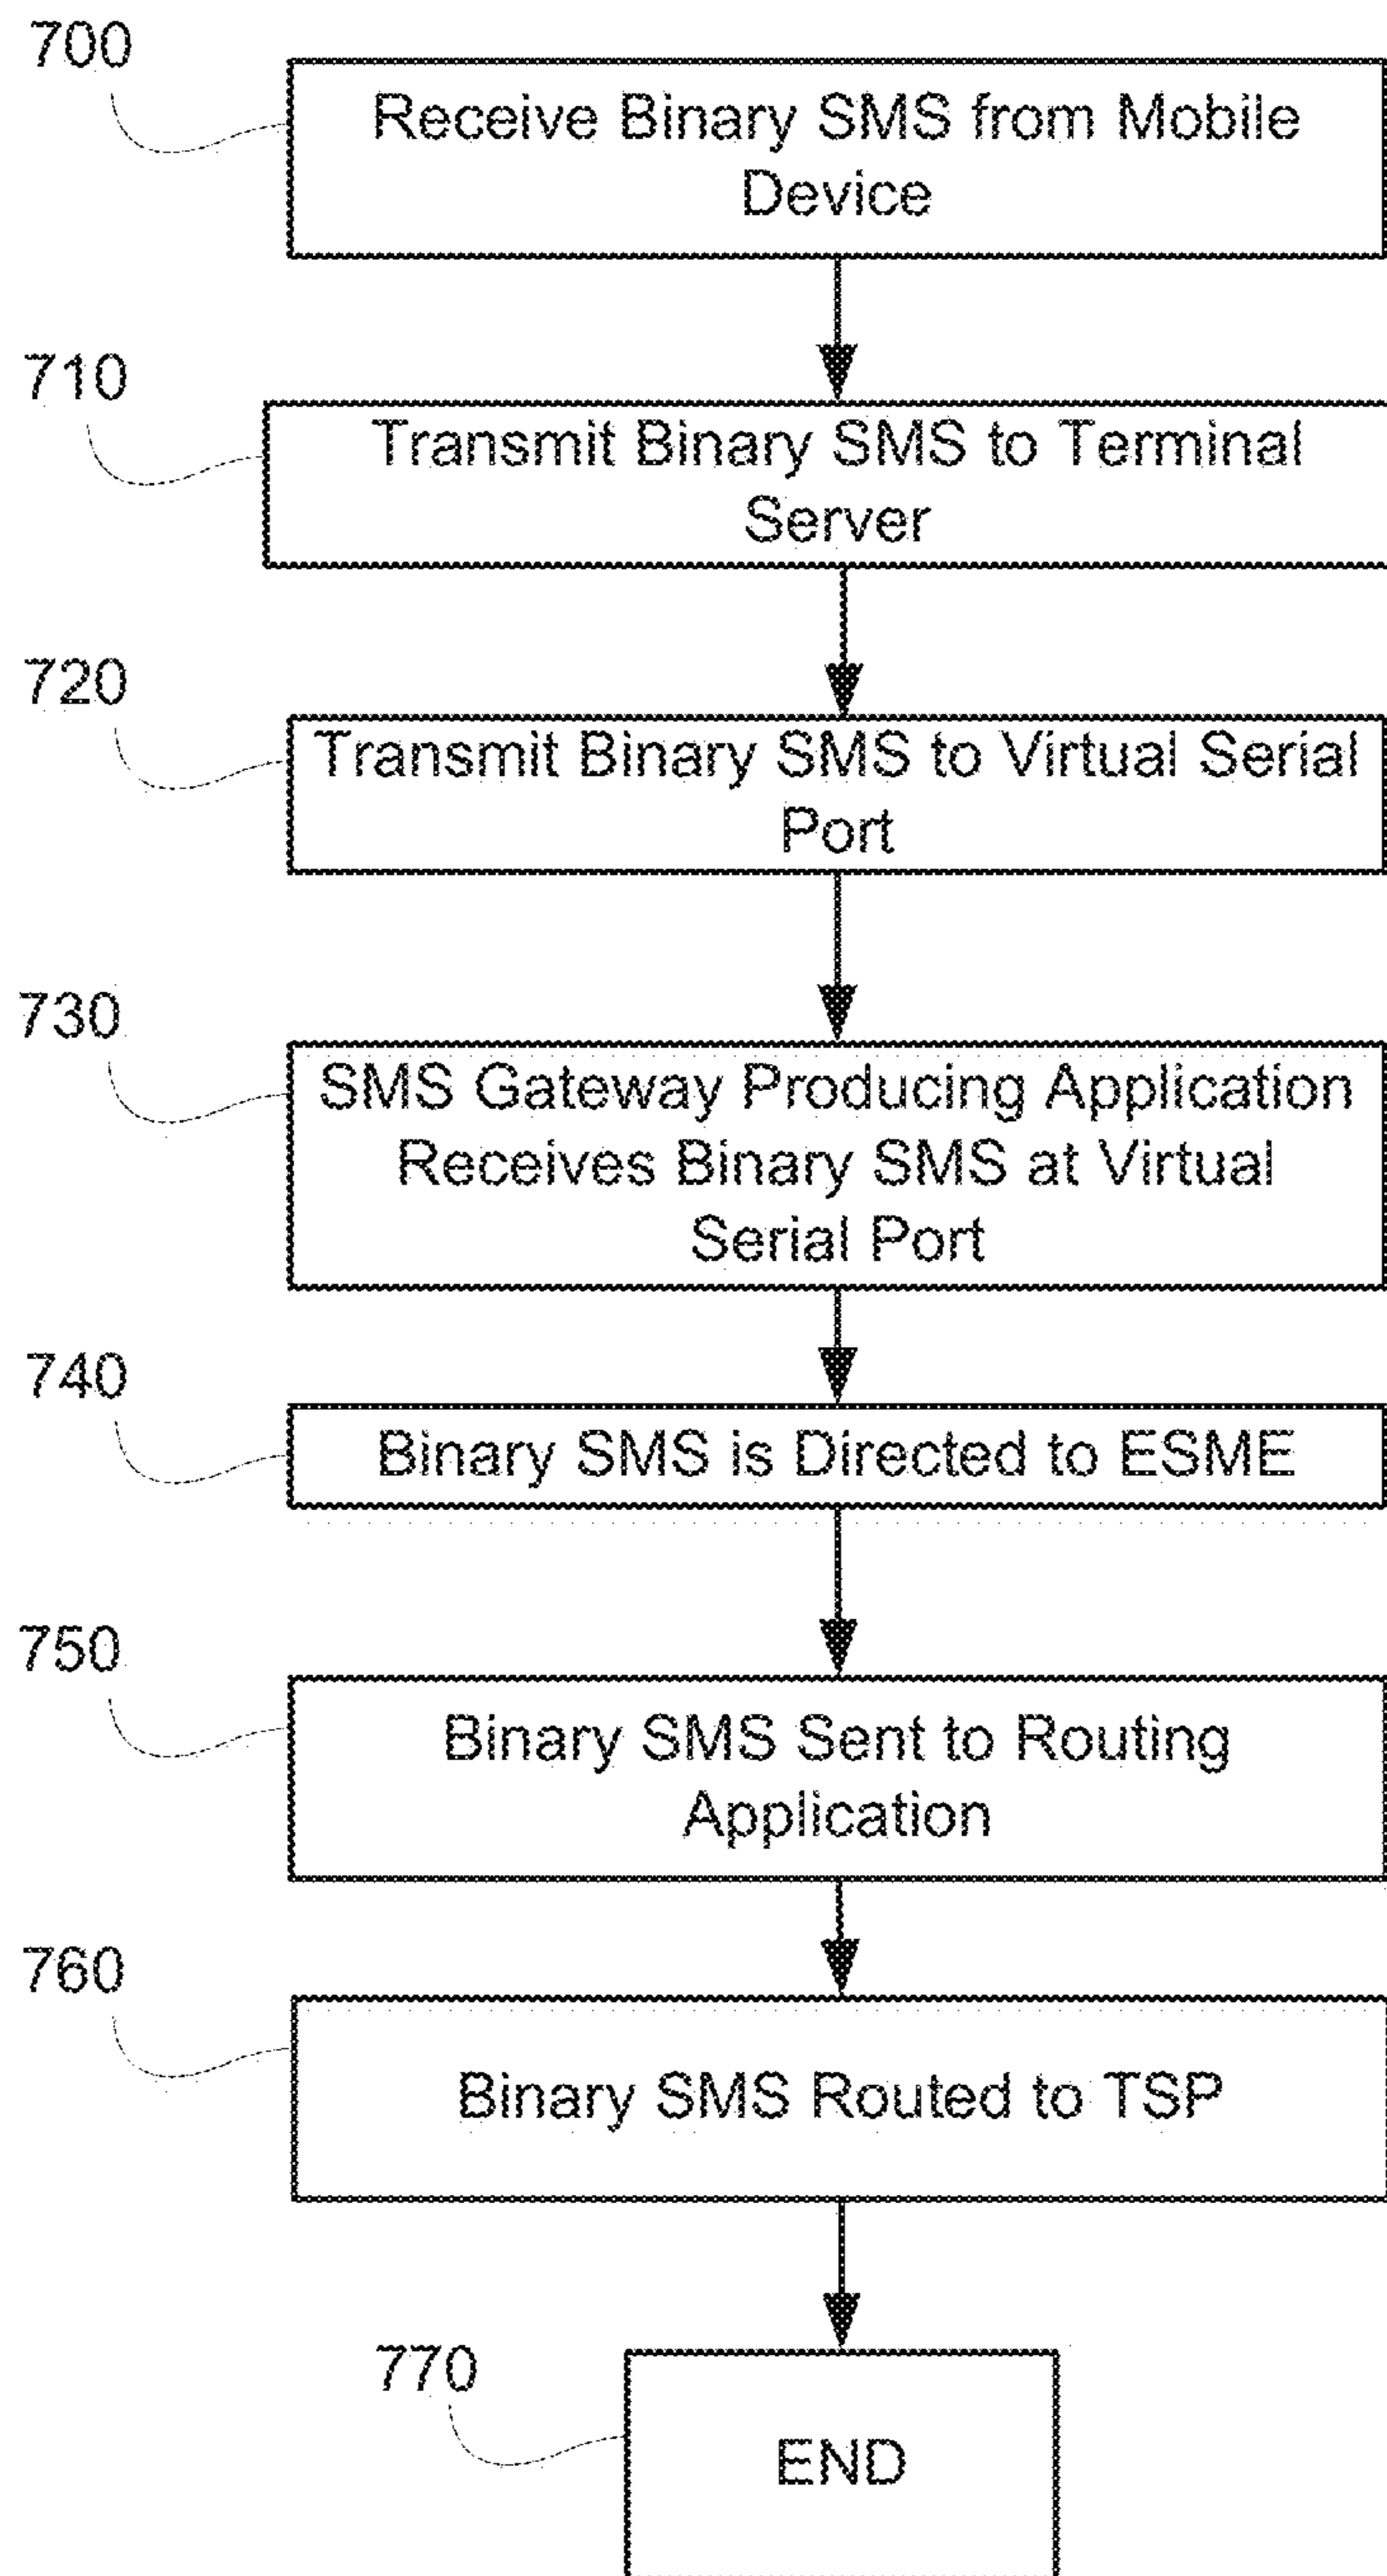 700
Receive Binary SMS from Mobile
Device
710
Transmit Binary SMS to Terminal
Server
720
Transmit Binary SMS to Virtual Serial
Port
730
SMS Gateway Producing Application
Receives Binary SMS at Virtual
Serial Port
740
Binary SMS is Directed to ESME
750
Binary SMS Sent to Routing
Application
760
Binary SMS Routed to TSP
770
END